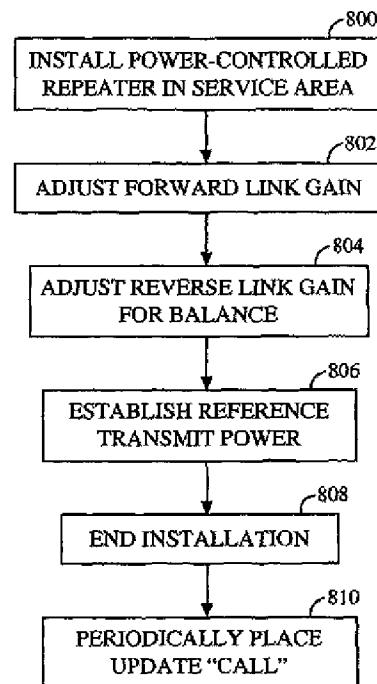 800
INSTALL POWER-CONTROLLED
REPEATER IN SERVICE AREA
802
ADJUST FORWARD LINK GAIN
804
ADJUST REVERSE LINK GAIN
FOR BALANCE
806
ESTABLISH REFERENCE
TRANSMIT POWER
808
END INSTALLATION
810
PERIODICALLY PLACE
UPDATE "CALL"